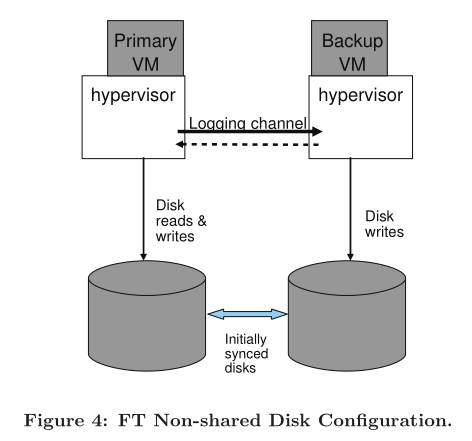 Primary
VM
Backup
VM
hypervisor
hypervisor
Logging channel
Disk
reads &
writes
Disk
writes
Initially
synced
disks
Figure 4: FT Non-shared Disk Configuration.